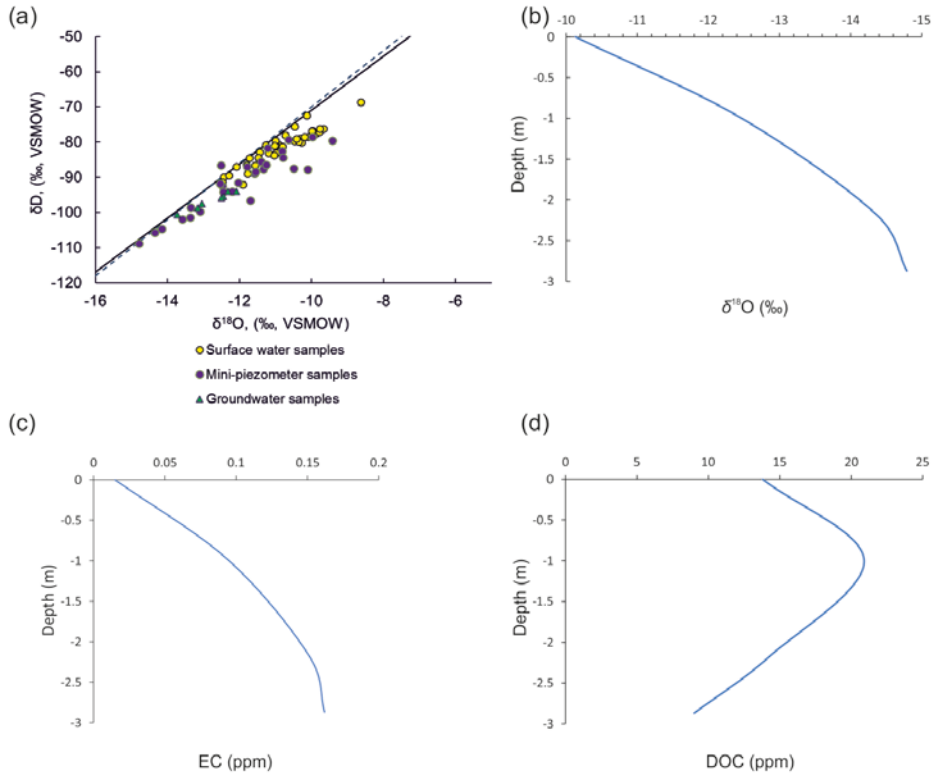 (a)
-50
-60
-70
-80
-90
-100
-110
-120
δD, (‰, VSMOW)
-16 -14 -12 -10 -8 -6
δ¹⁸O, (‰, VSMOW)
Surface water samples
Mini-piezometer samples
Groundwater samples
(b)
-10 -11 -12 -13 -14 -15
0
-0.5
-1
-1.5
-2
-2.5
-3
Depth (m)
δ¹⁸O (‰)
(c)
0 0.05 0.1 0.15 0.2
0
-0.5
-1
-1.5
-2
-2.5
-3
Depth (m)
EC (ppm)
(d)
0 5 10 15 20 25
0
-0.5
-1
-1.5
-2
-2.5
-3
Depth (m)
DOC (ppm)